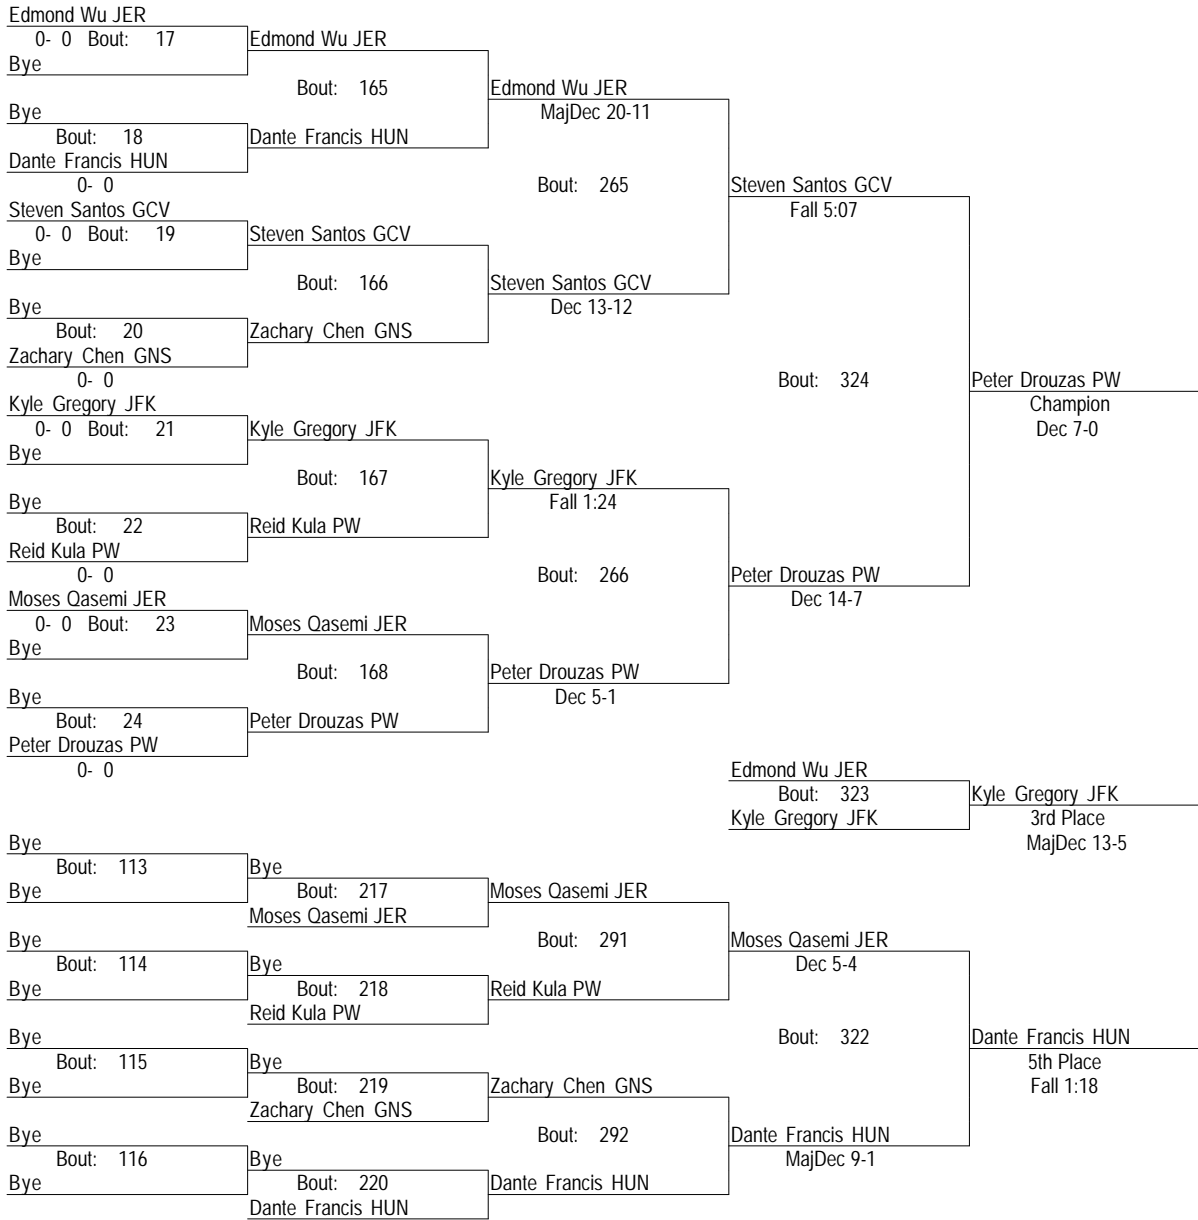 Edmond Wu JER
0- 0 Bout: 17
Edmond Wu JER
Bye
Bout: 165
Edmond Wu JER
Bye
MajDec 20-11
Bout: 18
Dante Francis HUN
Dante Francis HUN
0- 0
Bout: 265
Steven Santos GCV
Steven Santos GCV
Fall 5:07
0- 0 Bout: 19
Steven Santos GCV
Bye
Bout: 166
Steven Santos GCV
Bye
Dec 13-12
Bout: 20
Zachary Chen GNS
Zachary Chen GNS
0- 0
Bout: 324
Peter Drouzas PW
Kyle Gregory JFK
Champion
0- 0 Bout: 21
Kyle Gregory JFK
Dec 7-0
Bye
Bout: 167
Kyle Gregory JFK
Bye
Fall 1:24
Bout: 22
Reid Kula PW
Reid Kula PW
0- 0
Bout: 266
Peter Drouzas PW
Moses Qasemi JER
Dec 14-7
0- 0 Bout: 23
Moses Qasemi JER
Bye
Bout: 168
Peter Drouzas PW
Bye
Dec 5-1
Bout: 24
Peter Drouzas PW
Peter Drouzas PW
0- 0
Edmond Wu JER
Bout: 323
Kyle Gregory JFK
Kyle Gregory JFK
3rd Place
MajDec 13-5
Bye
Bout: 113
Bye
Bye
Bout: 217
Moses Qasemi JER
Moses Qasemi JER
Bye
Bout: 291
Moses Qasemi JER
Dec 5-4
Bout: 114
Bye
Bye
Bout: 218
Reid Kula PW
Reid Kula PW
Bye
Bout: 322
Dante Francis HUN
5th Place
Fall 1:18
Bout: 115
Bye
Bye
Bout: 219
Zachary Chen GNS
Zachary Chen GNS
Bye
Bout: 292
Dante Francis HUN
MajDec 9-1
Bout: 116
Bye
Bye
Bout: 220
Dante Francis HUN
Dante Francis HUN